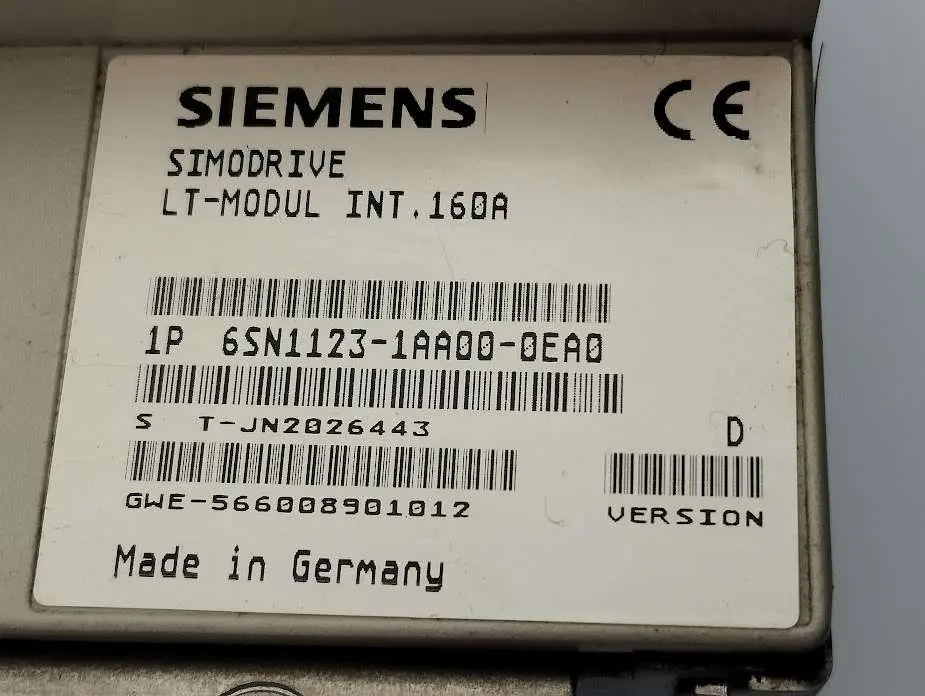 SIEMENS CE
SIMODRIVE
LT-MODUL INT.160A
1P 6SN1123-1AA00-0EA0
S T-JN2026443 D
GWE-566008901012 VERSION
Made in Germany